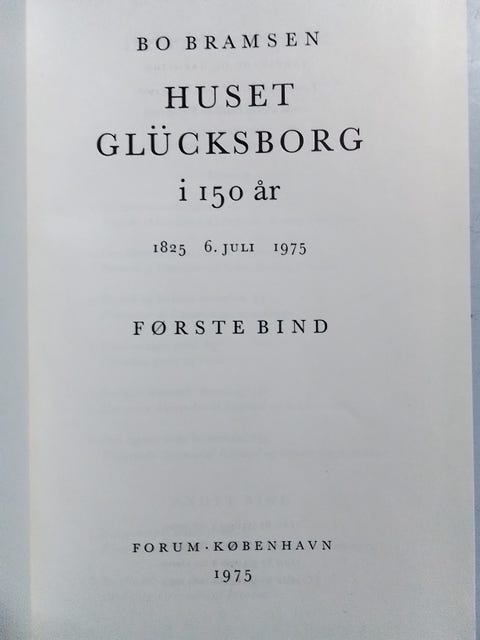 BO BRAMSEN
HUSET
GLÜCKSBORG
i 150 år
1825 6. JULI 1975
FØRSTE BIND
FORUM · KØBENHAVN
1975